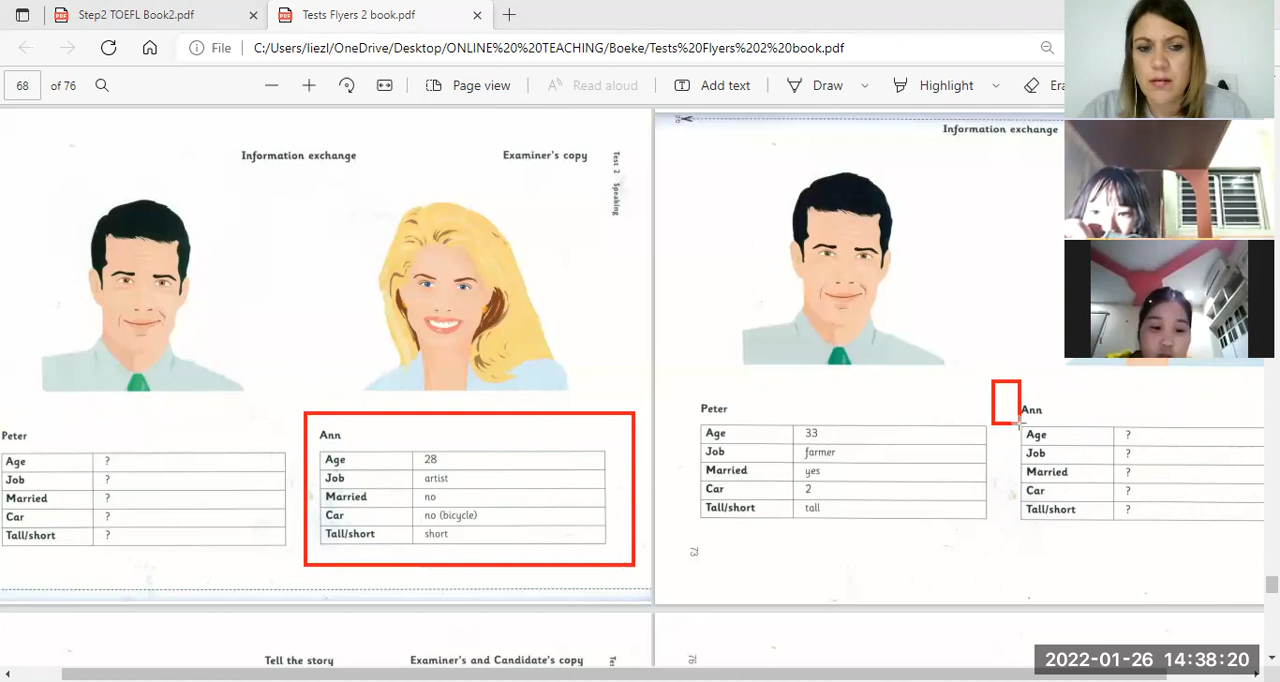 Step2 TOEFL Book2.pdf
Tests Flyers 2 book.pdf
File
C:/Users/liezl/OneDrive/Desktop/ONLINE%20%20TEACHING/Boeke/Tests%20Flyers%202%20book.pdf
68 of 76
Page view
Read aloud
Add text
Draw
Highlight
Information exchange
Examiner's copy
Test 2 Speaking
Peter
Age ?
Job ?
Married ?
Car ?
Tall/short ?
Ann
Age 28
Job artist
Married no
Car no (bicycle)
Tall/short short
Information exchange
Peter
Age 33
Job farmer
Married yes
Car 2
Tall/short tall
Ann
Age ?
Job ?
Married ?
Car ?
Tall/short ?
73
Tell the story
Examiner's and Candidate's copy
76
2022-01-26 14:38:20